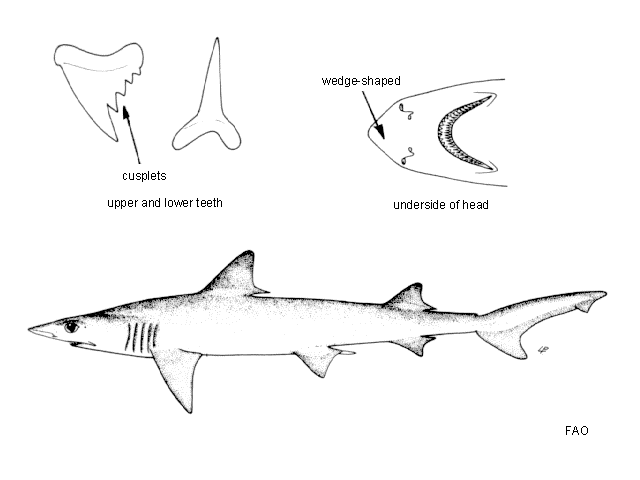 wedge-shaped
cusplets
upper and lower teeth
underside of head
FAO